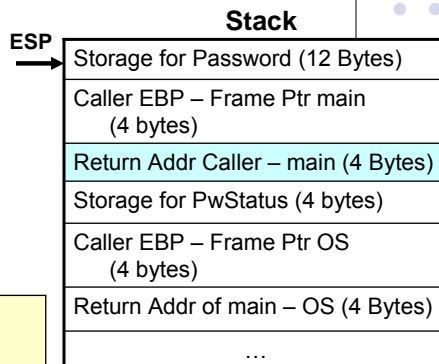 Stack
ESP
Storage for Password (12 Bytes)
Caller EBP – Frame Ptr main
(4 bytes)
Return Addr Caller – main (4 Bytes)
Storage for PwStatus (4 bytes)
Caller EBP – Frame Ptr OS
(4 bytes)
Return Addr of main – OS (4 Bytes)
…